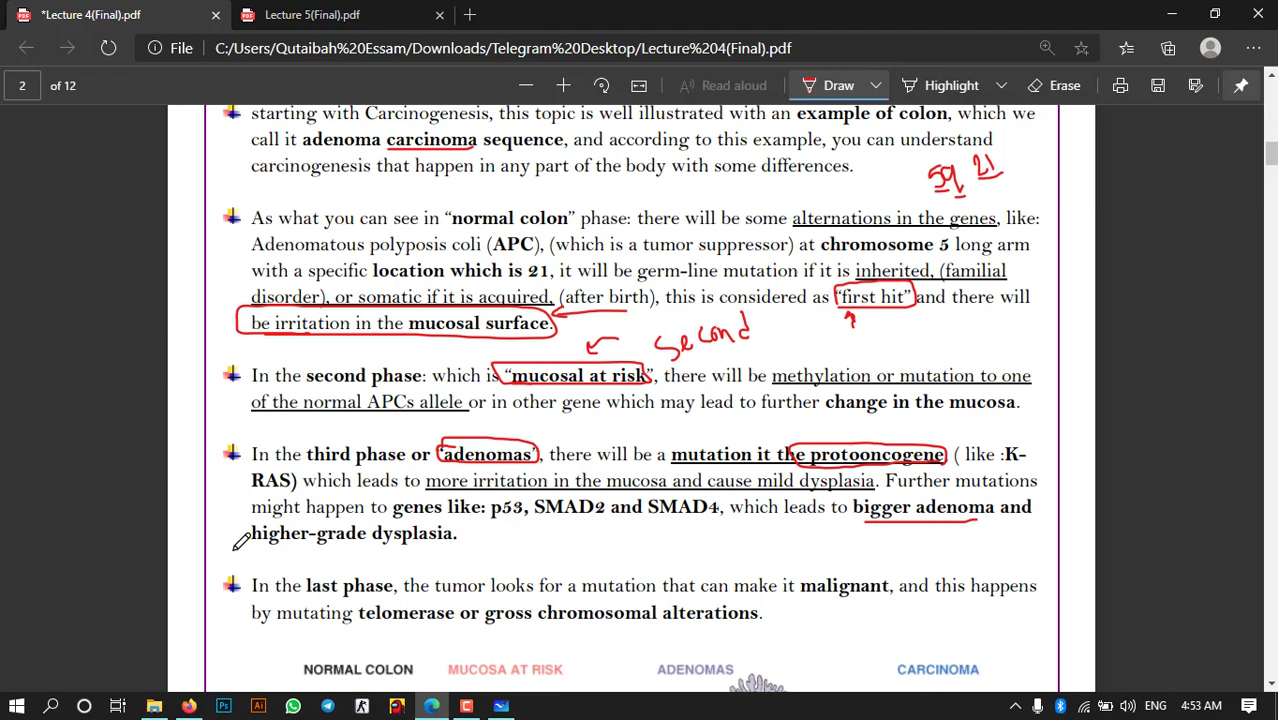 *Lecture 4(Final).pdf
Lecture 5(Final).pdf
File C:/Users/Qutaibah%20Essam/Downloads/Telegram%20Desktop/Lecture%204(Final).pdf
2 of 12 Read aloud Draw Highlight Erase
starting with Carcinogenesis, this topic is well illustrated with an example of colon, which we
call it adenoma carcinoma sequence, and according to this example, you can understand
carcinogenesis that happen in any part of the body with some differences.
5q 21
As what you can see in “normal colon” phase: there will be some alternations in the genes, like:
Adenomatous polyposis coli (APC), (which is a tumor suppressor) at chromosome 5 long arm
with a specific location which is 21, it will be germ-line mutation if it is inherited, (familial
disorder), or somatic if it is acquired, (after birth), this is considered as “first hit” and there will
be irritation in the mucosal surface.
Second
In the second phase: which is “mucosal at risk”, there will be methylation or mutation to one
of the normal APCs allele or in other gene which may lead to further change in the mucosa.
In the third phase or “adenomas”, there will be a mutation it the protooncogene ( like :K-
RAS) which leads to more irritation in the mucosa and cause mild dysplasia. Further mutations
might happen to genes like: p53, SMAD2 and SMAD4, which leads to bigger adenoma and
higher-grade dysplasia.
In the last phase, the tumor looks for a mutation that can make it malignant, and this happens
by mutating telomerase or gross chromosomal alterations.
NORMAL COLON MUCOSA AT RISK ADENOMAS CARCINOMA
ENG 4:53 AM